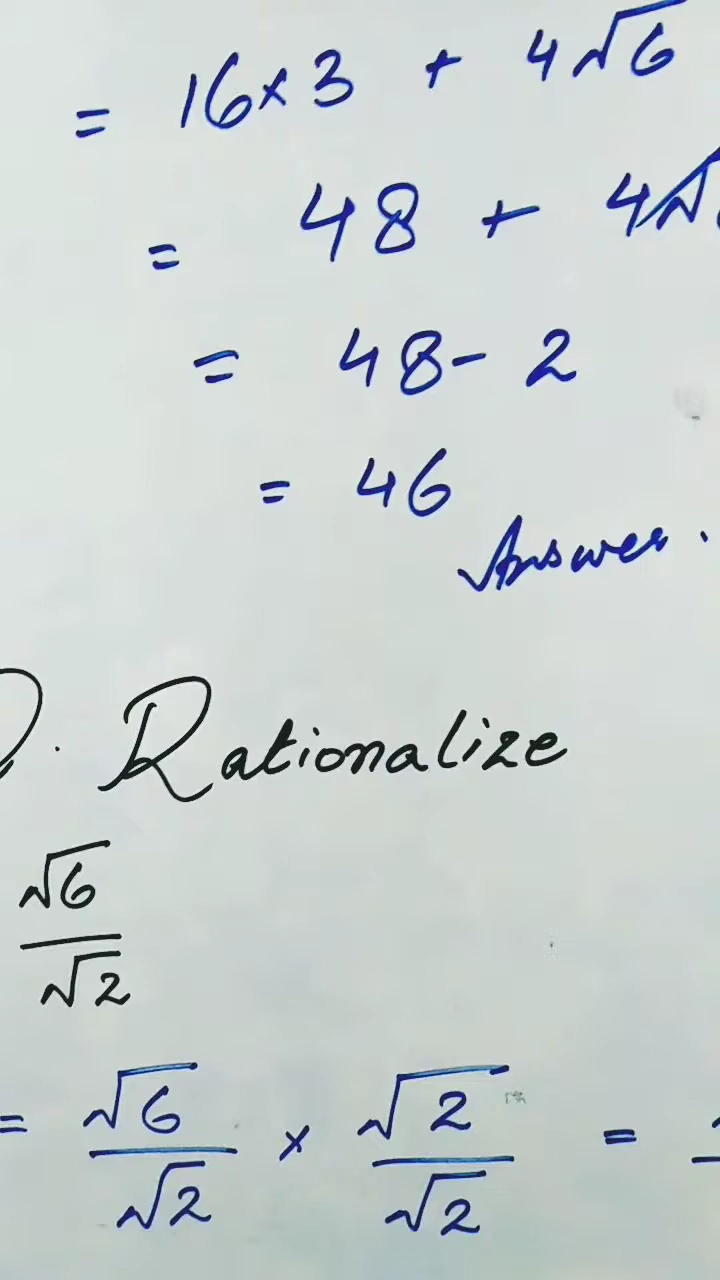 = 16×3 + 4√6
= 48 + 4√
= 48 - 2
= 46
Answer.
. Rationalize
√6/√2
= √6/√2 × √2/√2 =